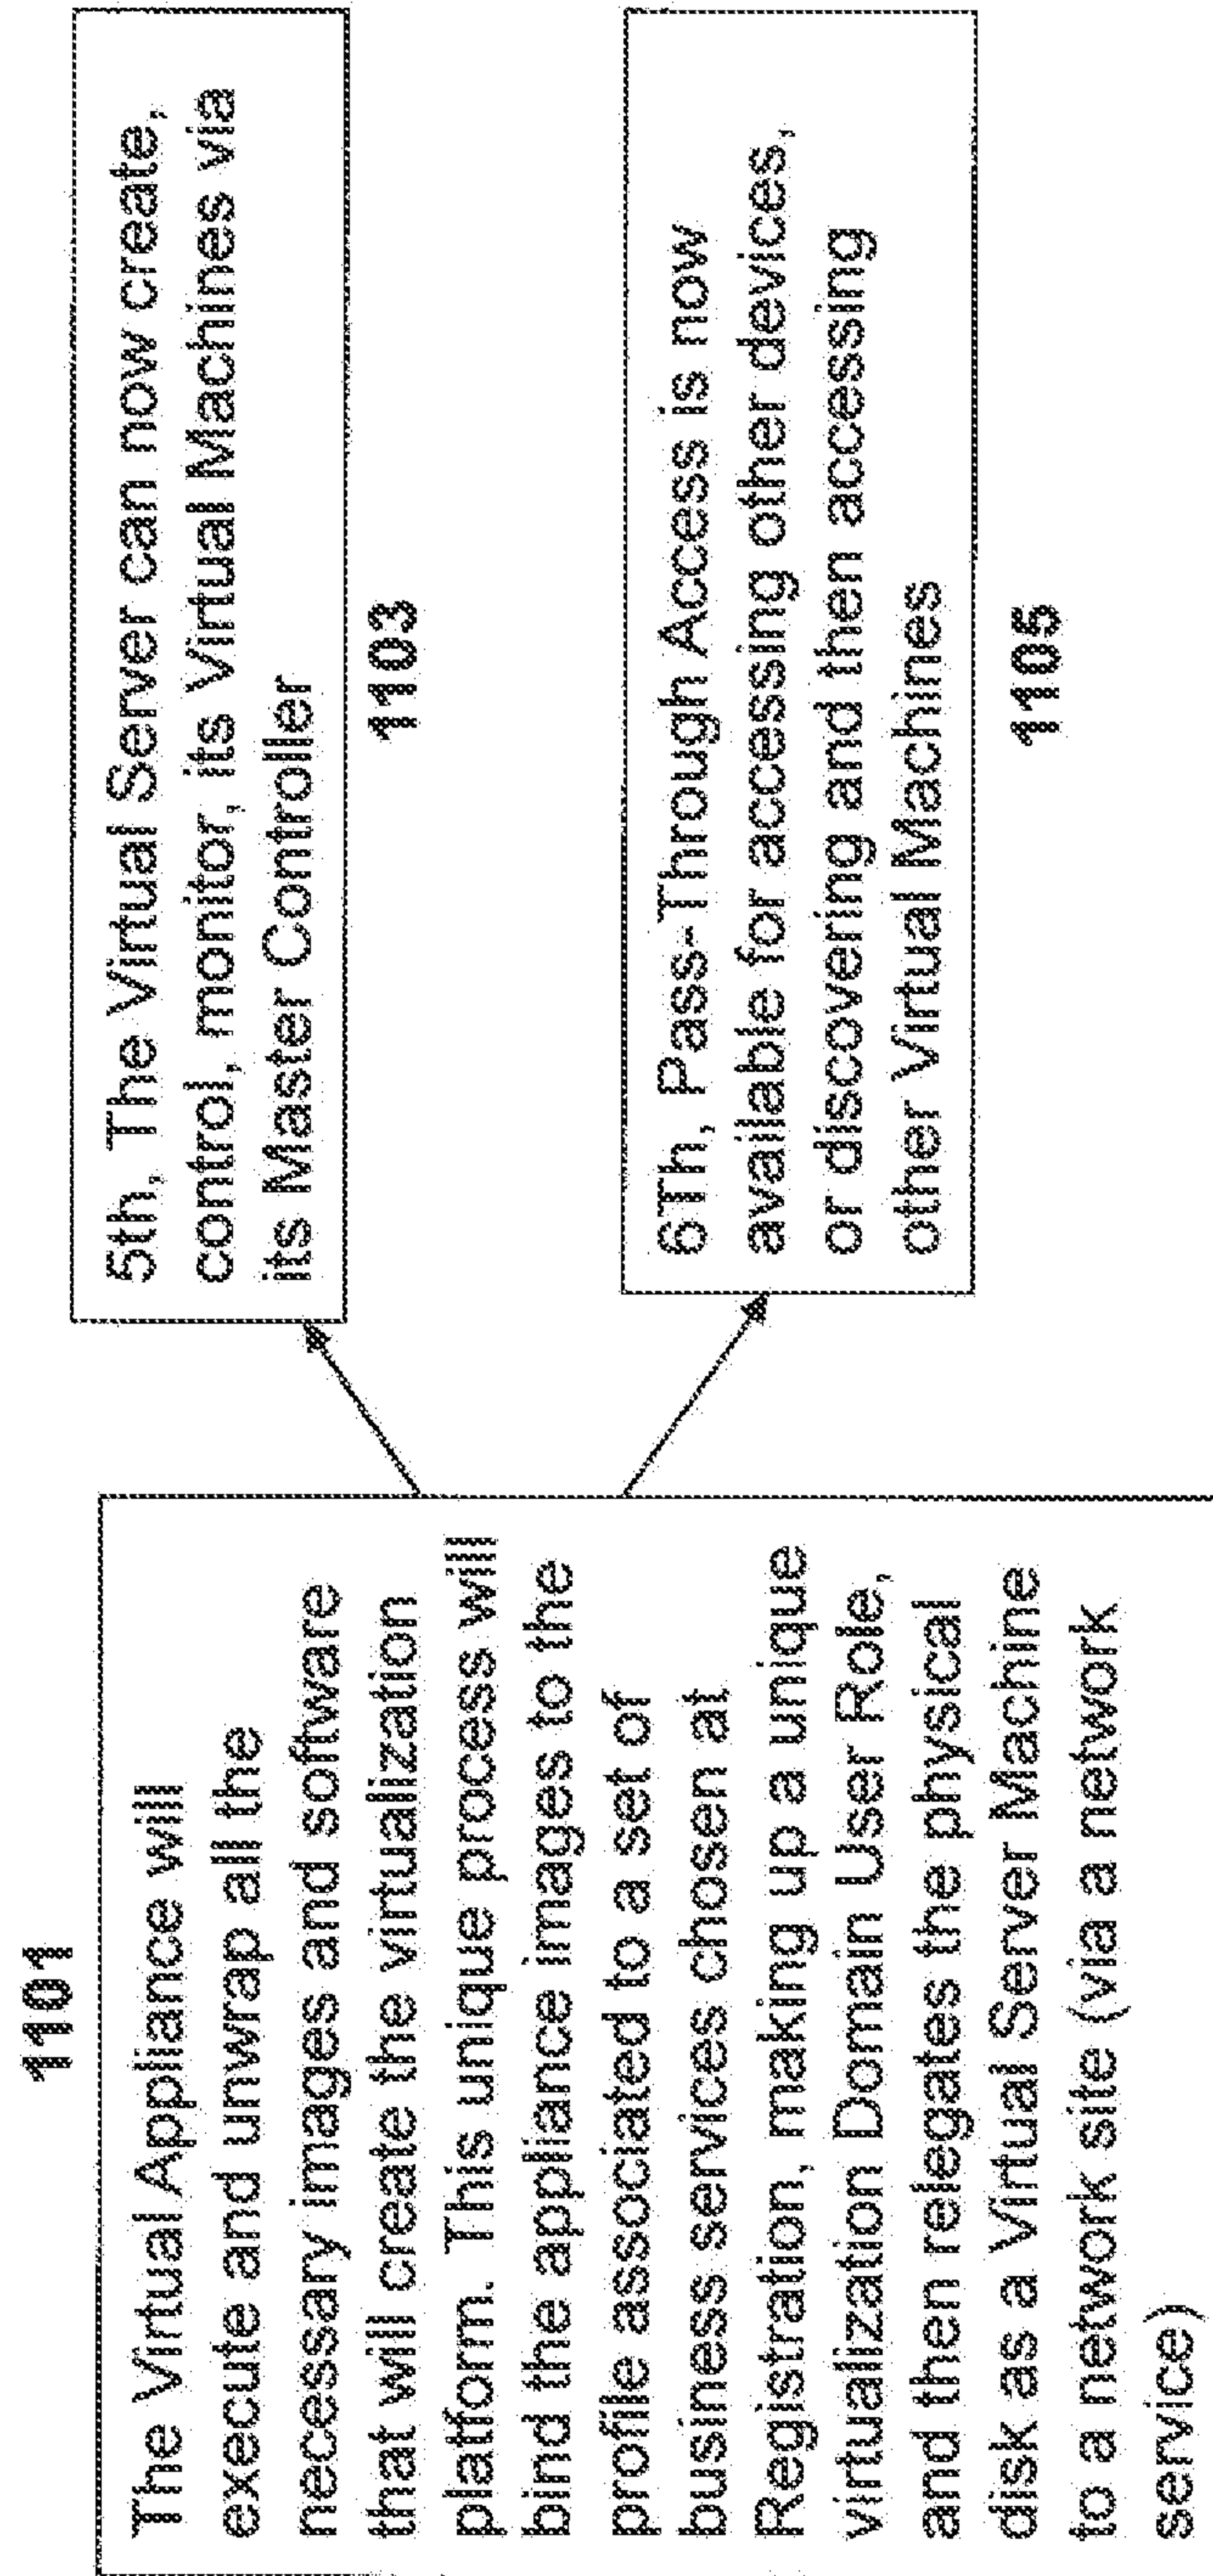 1101
The Virtual Appliance will
execute and unwrap all the
necessary images and software
that will create the virtualization
platform. This unique process will
bind the appliance images to the
profile associated to a set of
business services chosen at
Registration, making up a unique
virtualization Domain User Role,
and then relegates the physical
disk as a Virtual Server Machine
to a network site (via a network
service)
5th, The Virtual Server can now create,
control, monitor, its Virtual Machines via
its Master Controller
1103
6Th, Pass-Through Access is now
available for accessing other devices,
or discovering and then accessing
other Virtual Machines
1105